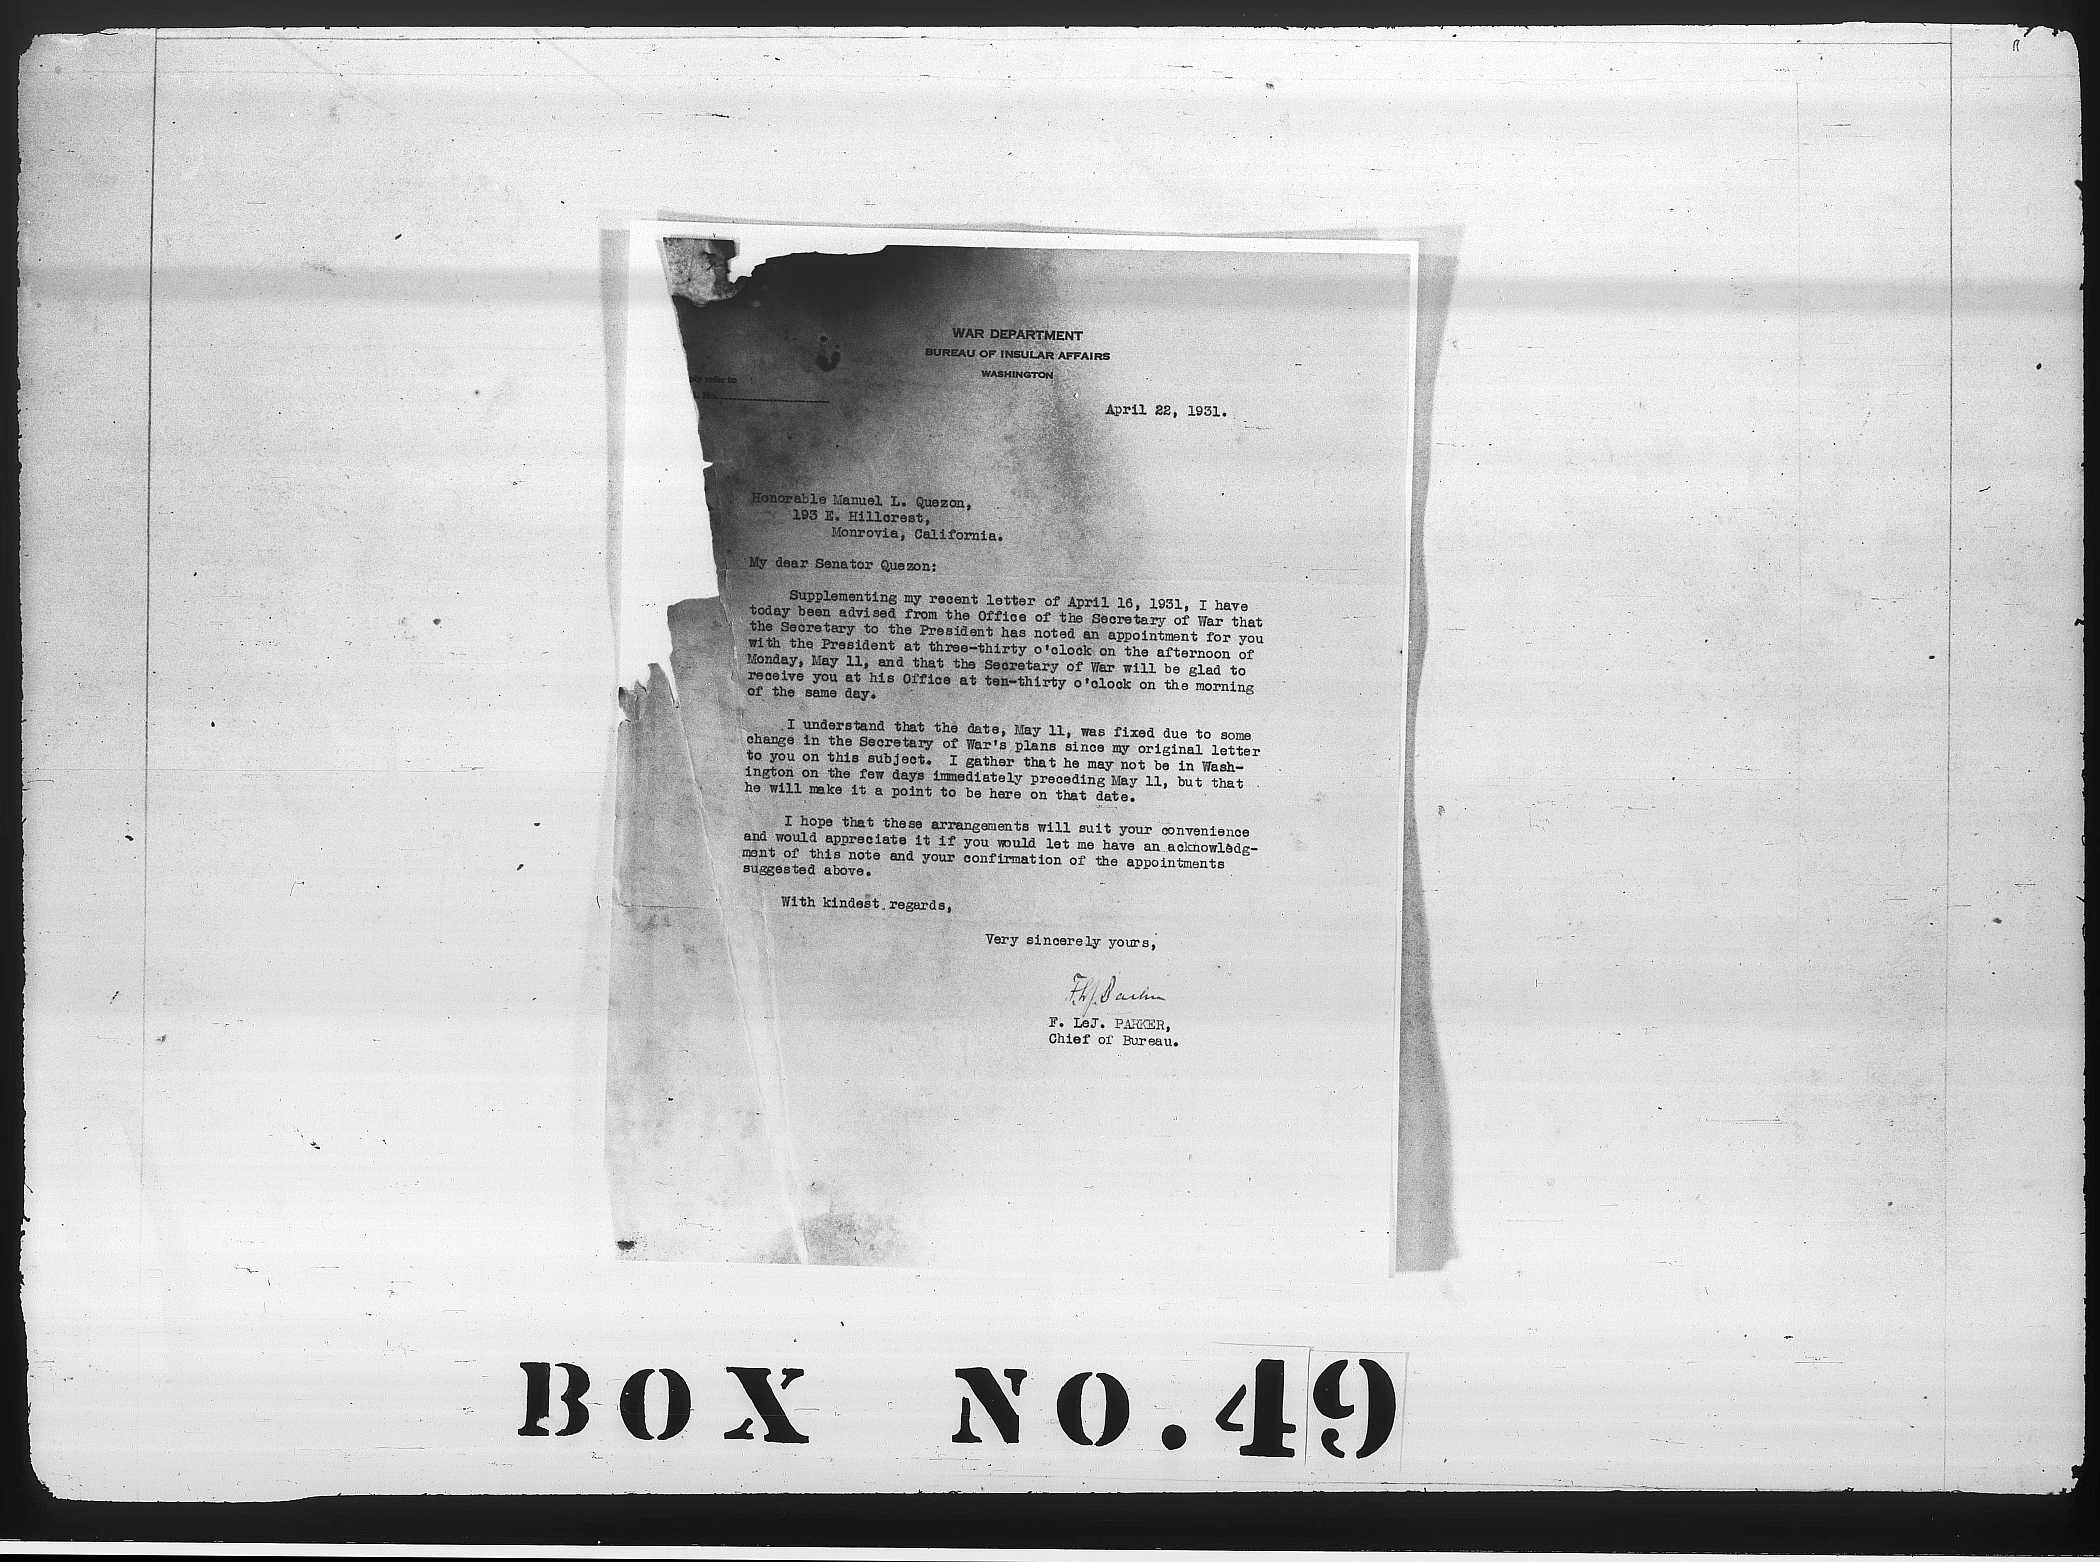 WAR DEPARTMENT
BUREAU OF INSULAR AFFAIRS
WASHINGTON
refer to
April 22, 1931.
Honorable Manuel L. Quezon,
193 E. Hillcrest,
Monrovia, California.
My dear Senator Quezon:
Supplementing my recent letter of April 16, 1931, I have
today been advised from the Office of the Secretary of War that
the Secretary to the President has noted an appointment for you
with the President at three-thirty o'clock on the afternoon of
Monday, May 11, and that the Secretary of War will be glad to
receive you at his Office at ten-thirty o'clock on the morning
of the same day.
I understand that the date, May 11, was fixed due to some
change in the Secretary of War's plans since my original letter
to you on this subject. I gather that he may not be in Wash-
ington on the few days immediately preceding May 11, but that
he will make it a point to be here on that date.
I hope that these arrangements will suit your convenience
and would appreciate it if you would let me have an acknowledg-
ment of this note and your confirmation of the appointments
suggested above.
With kindest regards,
Very sincerely yours,
F. LeJ. Parker
F. LeJ. PARKER,
Chief of Bureau.
BOX NO. 49